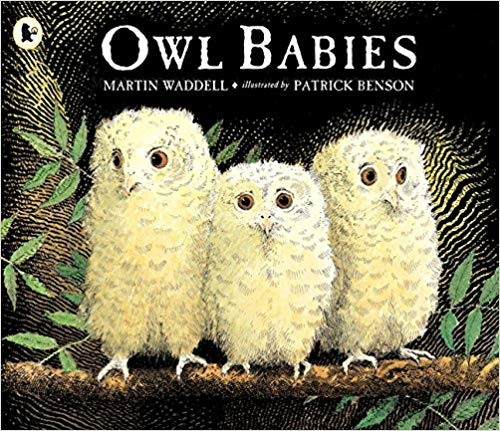 OWL BABIES
MARTIN WADDELL ♦ illustrated by PATRICK BENSON